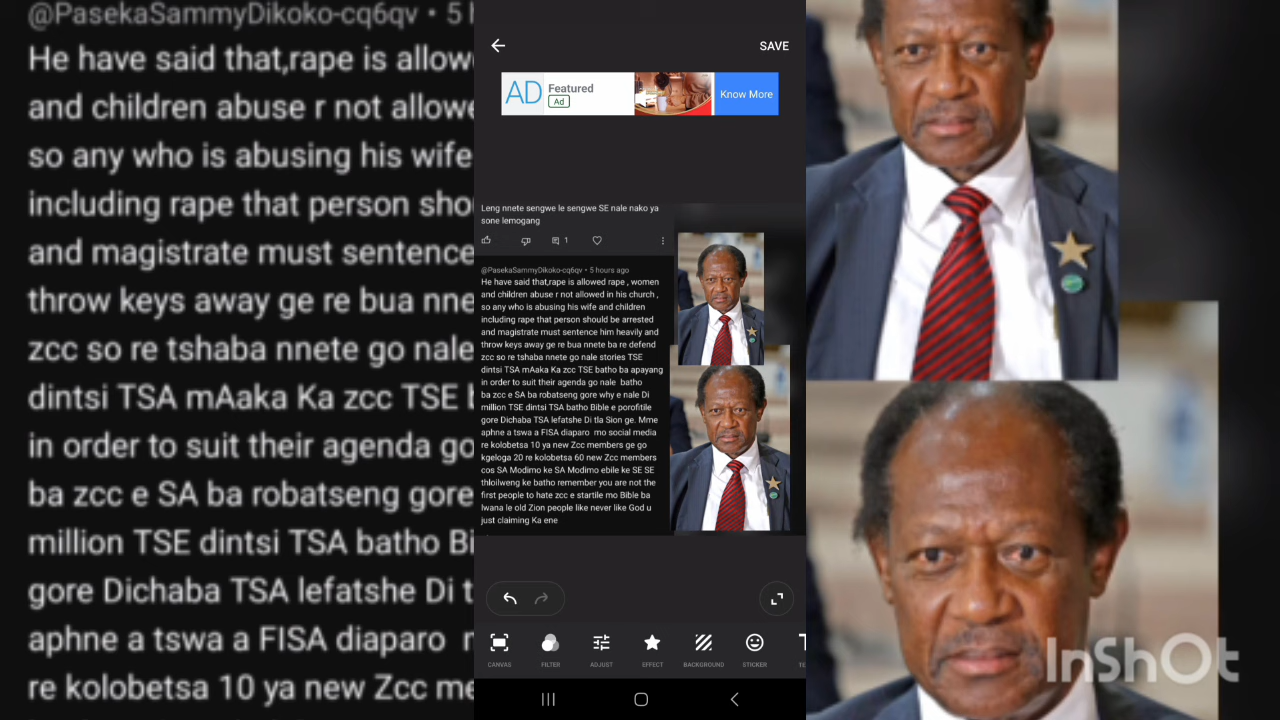 @PasekaSammyDikoko-cq6qv • 5 h
He have said that,rape is allow
and children abuse r not allowe
so any who is abusing his wife
including rape that person sho
and magistrate must sentence
throw keys away ge re bua nne
zcc so re tshaba nnete go nale
dintsi TSA mAaka Ka zcc TSE b
in order to suit their agenda go
ba zcc e SA ba robatseng gore
million TSE dintsi TSA batho Bi
gore Dichaba TSA lefatshe Di t
aphne a tswa a FISA diaparo
re kolobetsa 10 ya new Zcc me
SAVE
AD
Featured
Ad
Know More
Leng nnete sengwe le sengwe SE nale nako ya
sone lemogang
1
@PasekaSammyDikoko-cq6qv • 5 hours ago
He have said that,rape is allowed rape , women
and children abuse r not allowed in his church ,
so any who is abusing his wife and children
including rape that person should be arrested
and magistrate must sentence him heavily and
throw keys away ge re bua nnete ba re defend
zcc so re tshaba nnete go nale stories TSE
dintsi TSA mAaka Ka zcc TSE batho ba apayang
in order to suit their agenda go nale batho
ba zcc e SA ba robatseng gore why e nale Di
million TSE dintsi TSA batho Bible e porofitile
gore Dichaba TSA lefatshe Di tla Sion ge. Mme
aphne a tswa a FISA diaparo mo social media
re kolobetsa 10 ya new Zcc members ge go
kgeloga 20 re kolobetsa 60 new Zcc members
cos SA Modimo ke SA Modimo ebile ke SE SE
thloilweng ke batho remember you are not the
first people to hate zcc e startile mo Bible ba
lwana le old Zion people like never like God u
just claiming Ka ene
CANVAS
FILTER
ADJUST
EFFECT
BACKGROUND
STICKER
InShOt